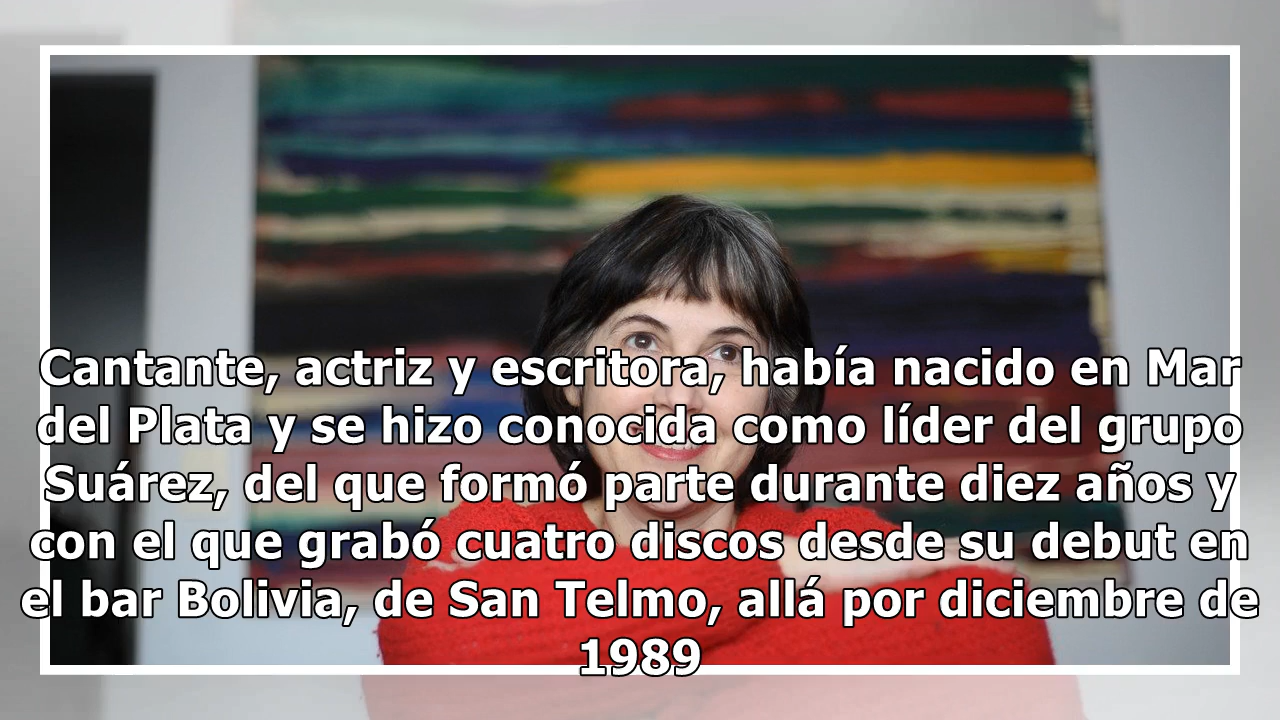 Cantante, actriz y escritora, había nacido en Mar
del Plata y se hizo conocida como líder del grupo
Suárez, del que formó parte durante diez años y
con el que grabó cuatro discos desde su debut en
el bar Bolivia, de San Telmo, allá por diciembre de
1989